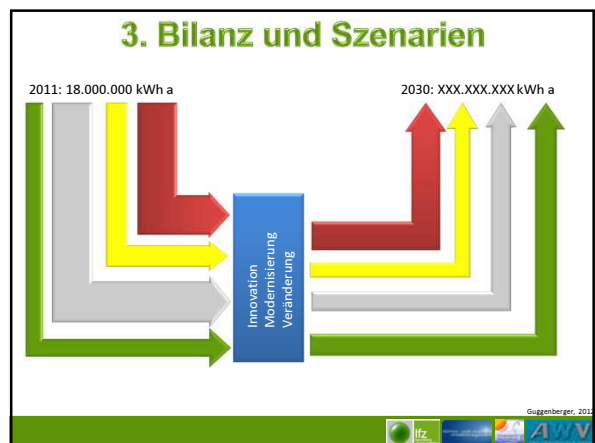 3. Bilanz und Szenarien
2011: 18.000.000 kWh a
2030: XXX.XXX.XXX kWh a
Innovation
Modernisierung
Veränderung
Guggenberger, 2012
lfz
AWV